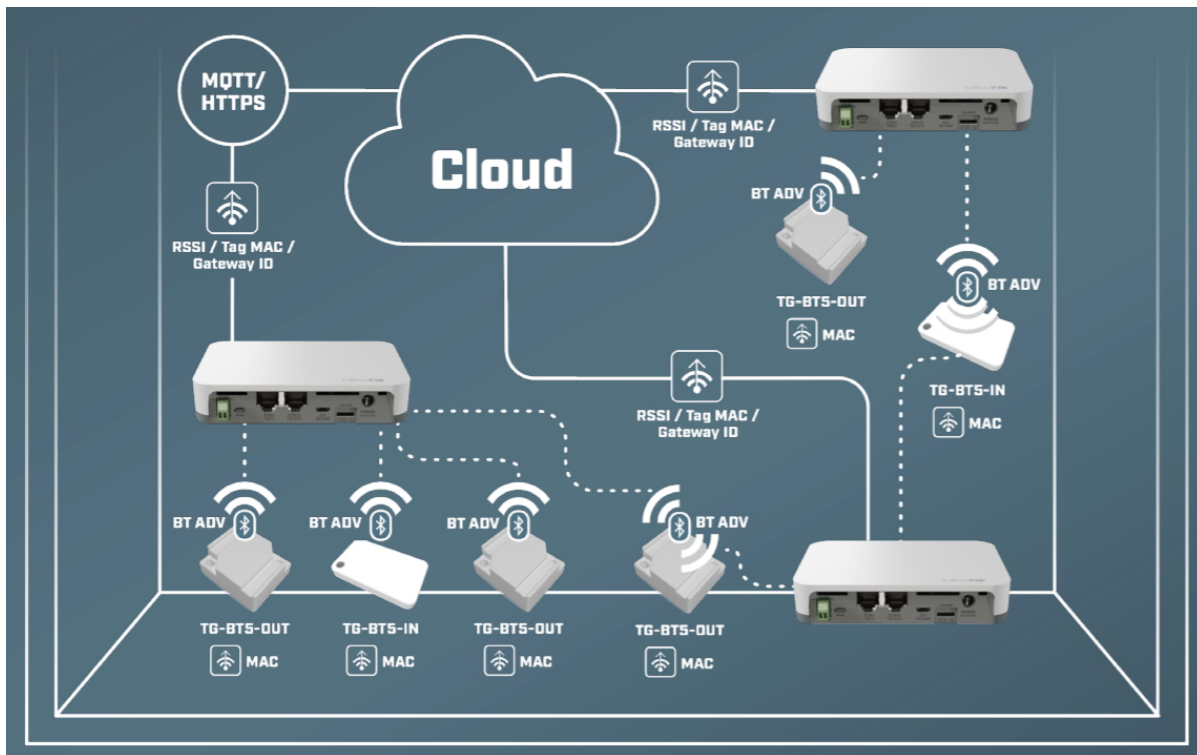 MQTT/
HTTPS
Cloud
RSSI / Tag MAC /
Gateway ID
BT ADV
TG-BT5-OUT
MAC
BT ADV
TG-BT5-IN
MAC
RSSI / Tag MAC /
Gateway ID
RSSI / Tag MAC /
Gateway ID
BT ADV
BT ADV
BT ADV
BT ADV
TG-BT5-OUT
TG-BT5-IN
TG-BT5-OUT
TG-BT5-OUT
MAC
MAC
MAC
MAC